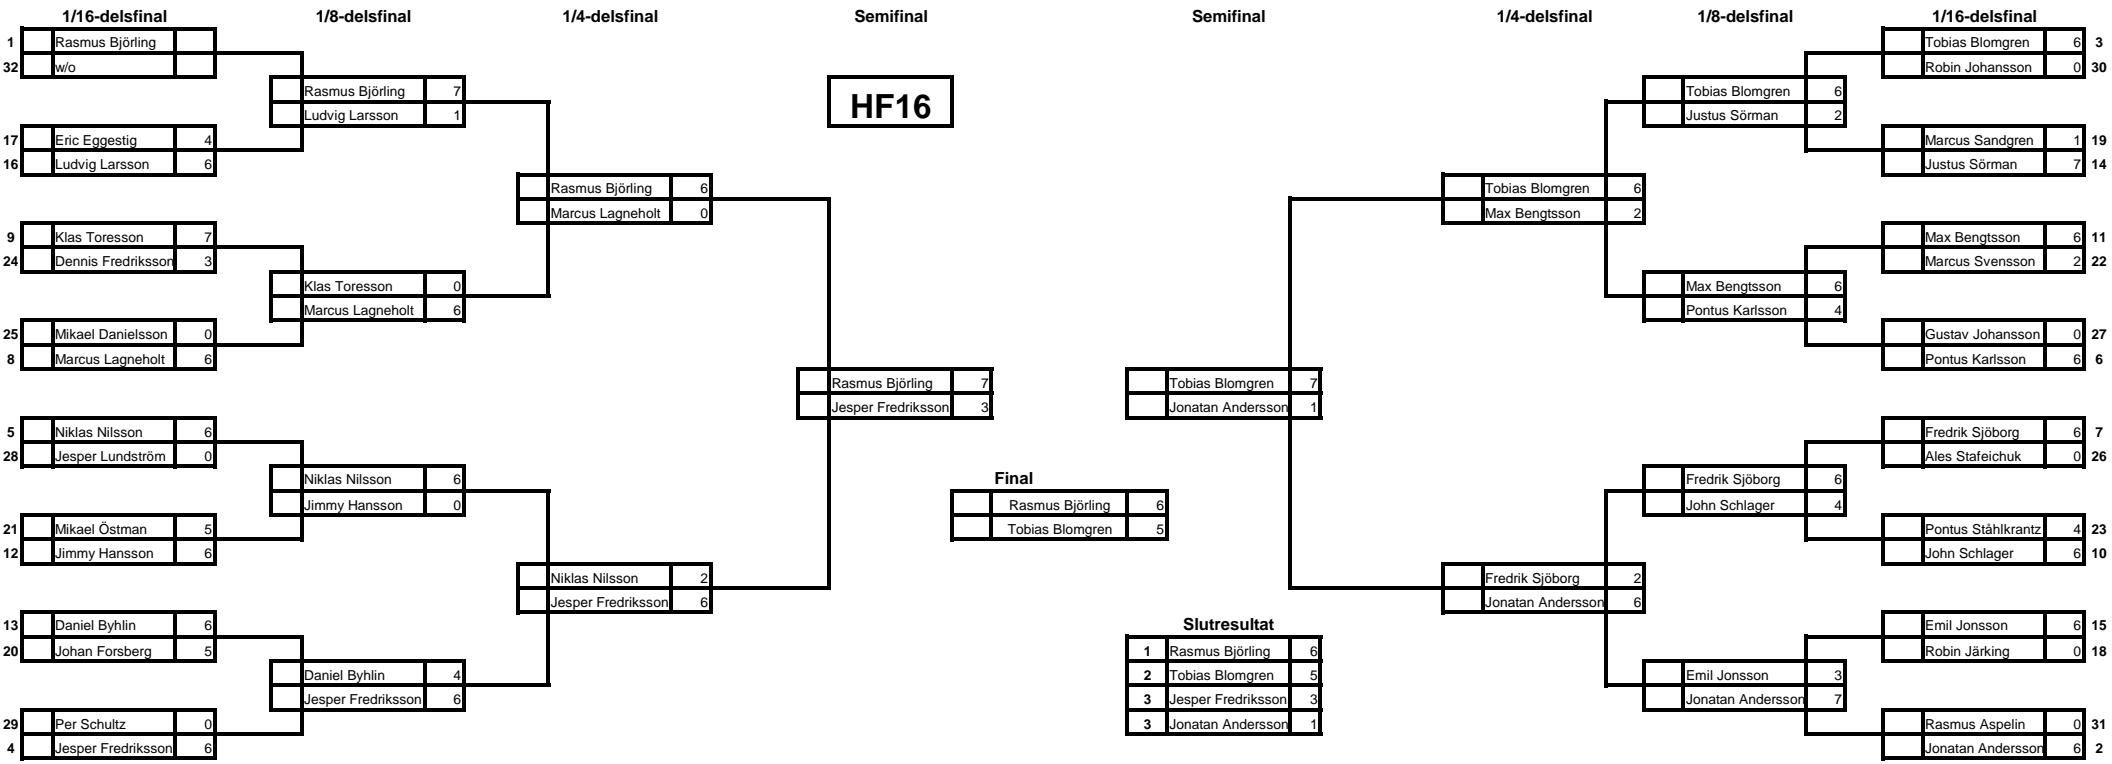 1/16-delsfinal 1/8-delsfinal 1/4-delsfinal Semifinal Semifinal 1/4-delsfinal 1/8-delsfinal 1/16-delsfinal
1 Rasmus Björling Tobias Blomgren 6 3
32 w/o Robin Johansson 0 30
Rasmus Björling 7 HF16 Tobias Blomgren 6
Ludvig Larsson 1 Justus Sörman 2
17 Eric Eggestig 4 Marcus Sandgren 1 19
16 Ludvig Larsson 6 Justus Sörman 7 14
Rasmus Björling 6 Tobias Blomgren 6
Marcus Lagneholt 0 Max Bengtsson 2
9 Klas Toresson 7 Max Bengtsson 6 11
24 Dennis Fredriksson 3 Marcus Svensson 2 22
Klas Toresson 0 Max Bengtsson 6
Marcus Lagneholt 6 Pontus Karlsson 4
25 Mikael Danielsson 0 Gustav Johansson 0 27
8 Marcus Lagneholt 6 Pontus Karlsson 6 6
Rasmus Björling 7 Tobias Blomgren 7
Jesper Fredriksson 3 Jonatan Andersson 1
5 Niklas Nilsson 6 Fredrik Sjöborg 6 7
28 Jesper Lundström 0 Ales Stafeichuk 0 26
Niklas Nilsson 6 Final Fredrik Sjöborg 6
Jimmy Hansson 0 Rasmus Björling 6 John Schlager 4
21 Mikael Östman 5 Tobias Blomgren 5 Pontus Ståhlkrantz 4 23
12 Jimmy Hansson 6 John Schlager 6 10
Niklas Nilsson 2 Fredrik Sjöborg 2
Jesper Fredriksson 6 Jonatan Andersson 6
13 Daniel Byhlin 6 Slutresultat Emil Jonsson 6 15
20 Johan Forsberg 5 1 Rasmus Björling 6 Robin Järking 0 18
Daniel Byhlin 4 2 Tobias Blomgren 5 Emil Jonsson 3
Jesper Fredriksson 6 3 Jesper Fredriksson 3 Jonatan Andersson 7
29 Per Schultz 0 3 Jonatan Andersson 1 Rasmus Aspelin 0 31
4 Jesper Fredriksson 6 Jonatan Andersson 6 2